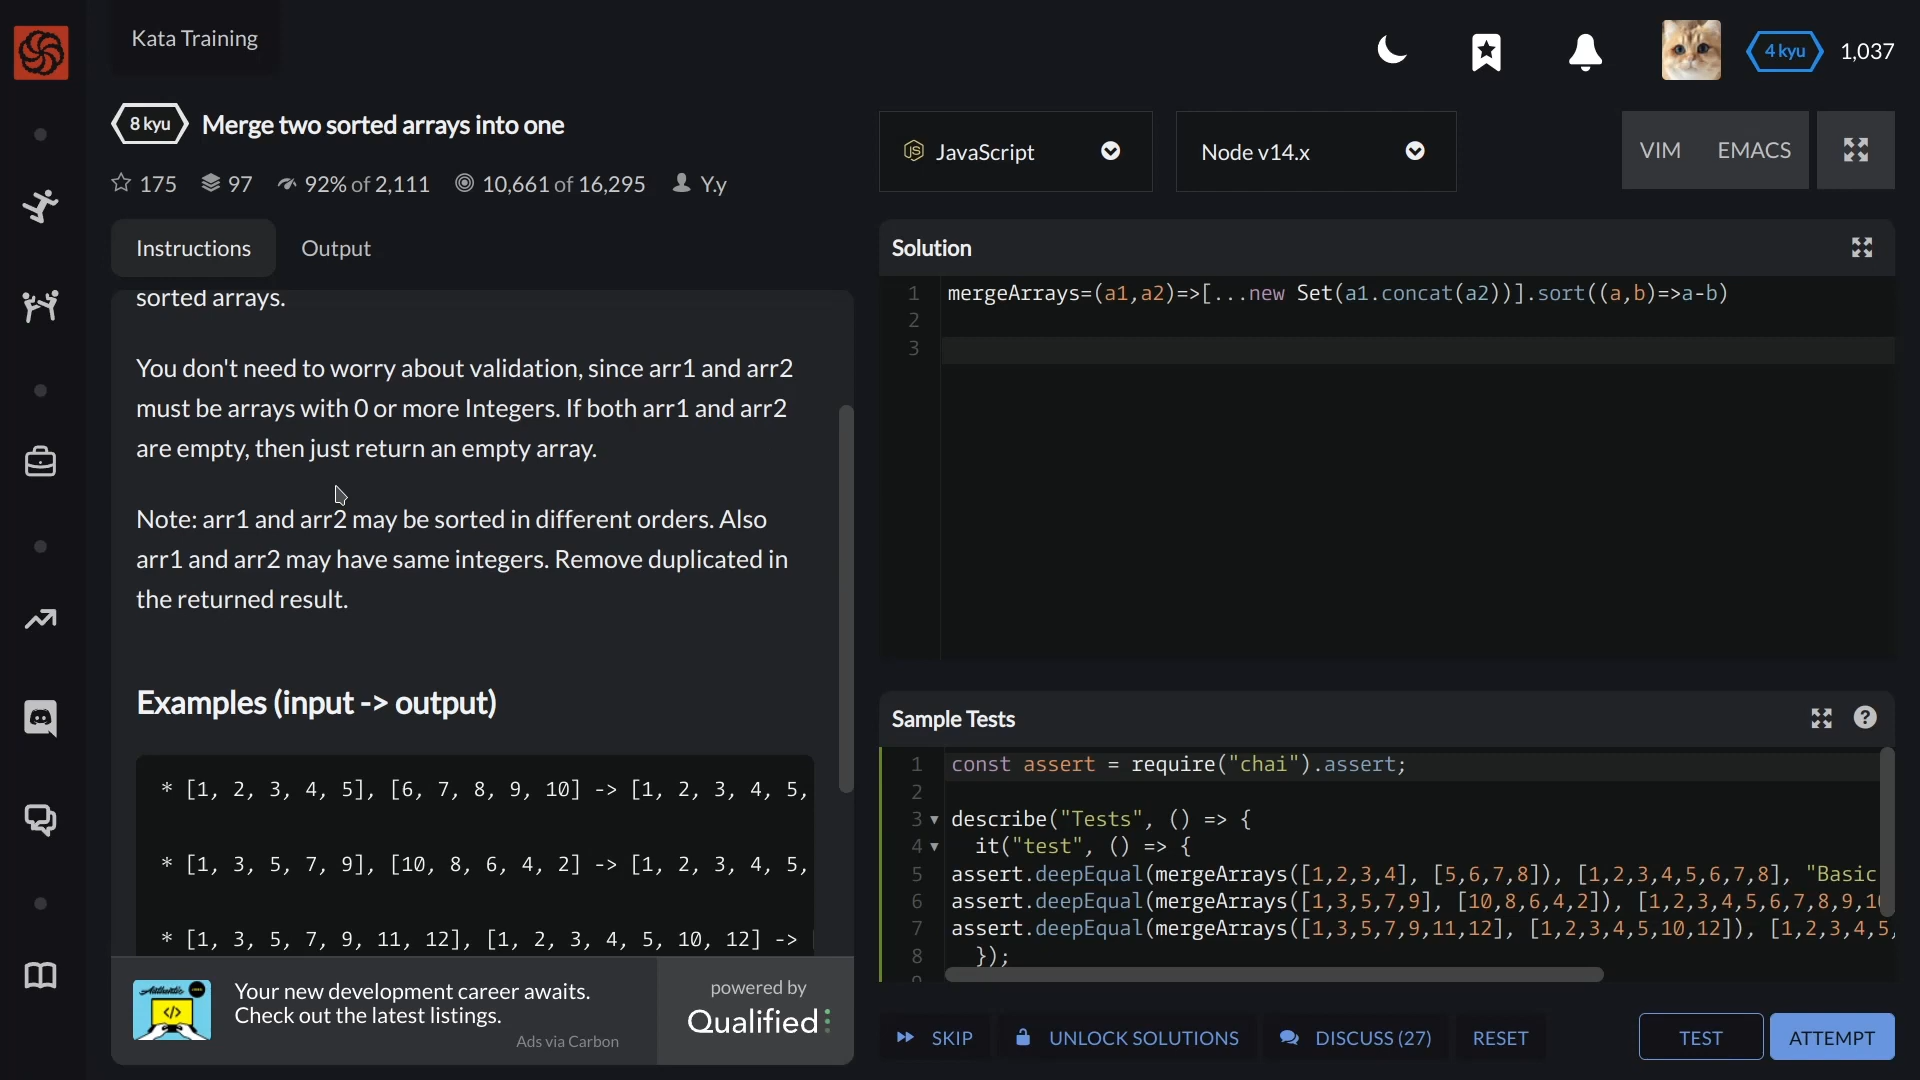 Kata Training
4 kyu
1,037
8 kyu
Merge two sorted arrays into one
175
97
92% of 2,111
10,661 of 16,295
Y.y
JavaScript
Node v14.x
VIM
EMACS
Instructions
Output
sorted arrays.
You don't need to worry about validation, since arr1 and arr2
must be arrays with 0 or more Integers. If both arr1 and arr2
are empty, then just return an empty array.
Note: arr1 and arr2 may be sorted in different orders. Also
arr1 and arr2 may have same integers. Remove duplicated in
the returned result.
Examples (input -> output)
* [1, 2, 3, 4, 5], [6, 7, 8, 9, 10] -> [1, 2, 3, 4, 5,
* [1, 3, 5, 7, 9], [10, 8, 6, 4, 2] -> [1, 2, 3, 4, 5,
* [1, 3, 5, 7, 9, 11, 12], [1, 2, 3, 4, 5, 10, 12] ->
Your new development career awaits.
Check out the latest listings.
Ads via Carbon
powered by
Qualified
Solution
1 mergeArrays=(a1,a2)=>[...new Set(a1.concat(a2))].sort((a,b)=>a-b)
2
3
Sample Tests
1 const assert = require("chai").assert;
2
3 describe("Tests", () => {
4 it("test", () => {
5 assert.deepEqual(mergeArrays([1,2,3,4], [5,6,7,8]), [1,2,3,4,5,6,7,8], "Basic
6 assert.deepEqual(mergeArrays([1,3,5,7,9], [10,8,6,4,2]), [1,2,3,4,5,6,7,8,9,1
7 assert.deepEqual(mergeArrays([1,3,5,7,9,11,12], [1,2,3,4,5,10,12]), [1,2,3,4,5,
8 });
SKIP
UNLOCK SOLUTIONS
DISCUSS (27)
RESET
TEST
ATTEMPT